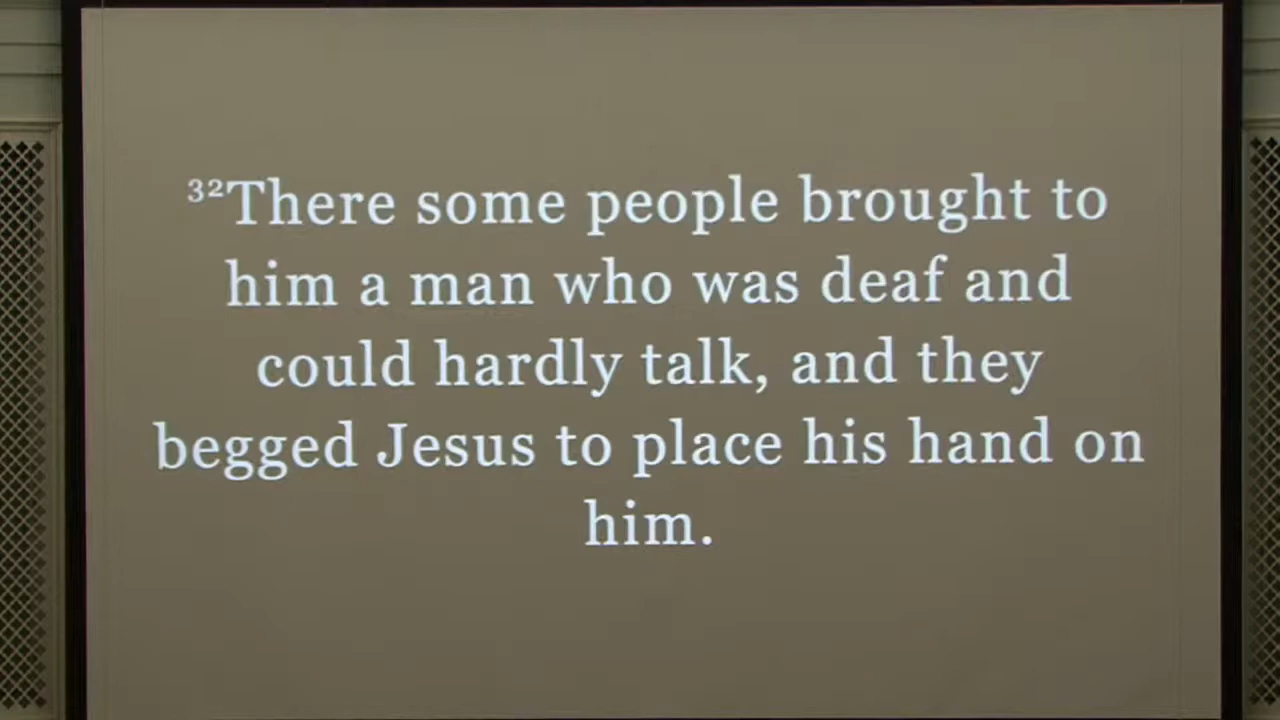 ³²There some people brought to
him a man who was deaf and
could hardly talk, and they
begged Jesus to place his hand on
him.